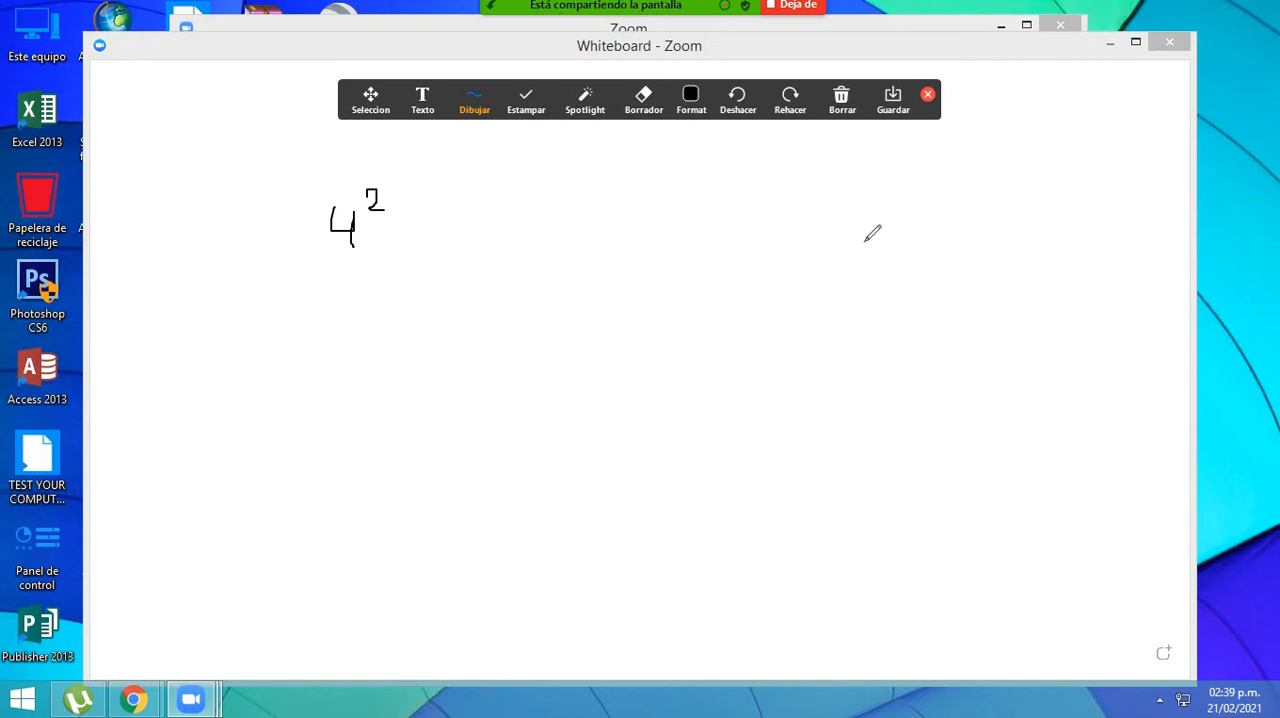 Está compartiendo la pantalla
Deja de
Zoom
Whiteboard - Zoom
Seleccion Texto Dibujar Estampar Spotlight Borrador Format Deshacer Rehacer Borrar Guardar
4²
Este equipo
Excel 2013
Papelera de
reciclaje
Photoshop
CS6
Access 2013
TEST YOUR
COMPUT...
Panel de
control
Publisher 2013
02:39 p.m.
21/02/2021